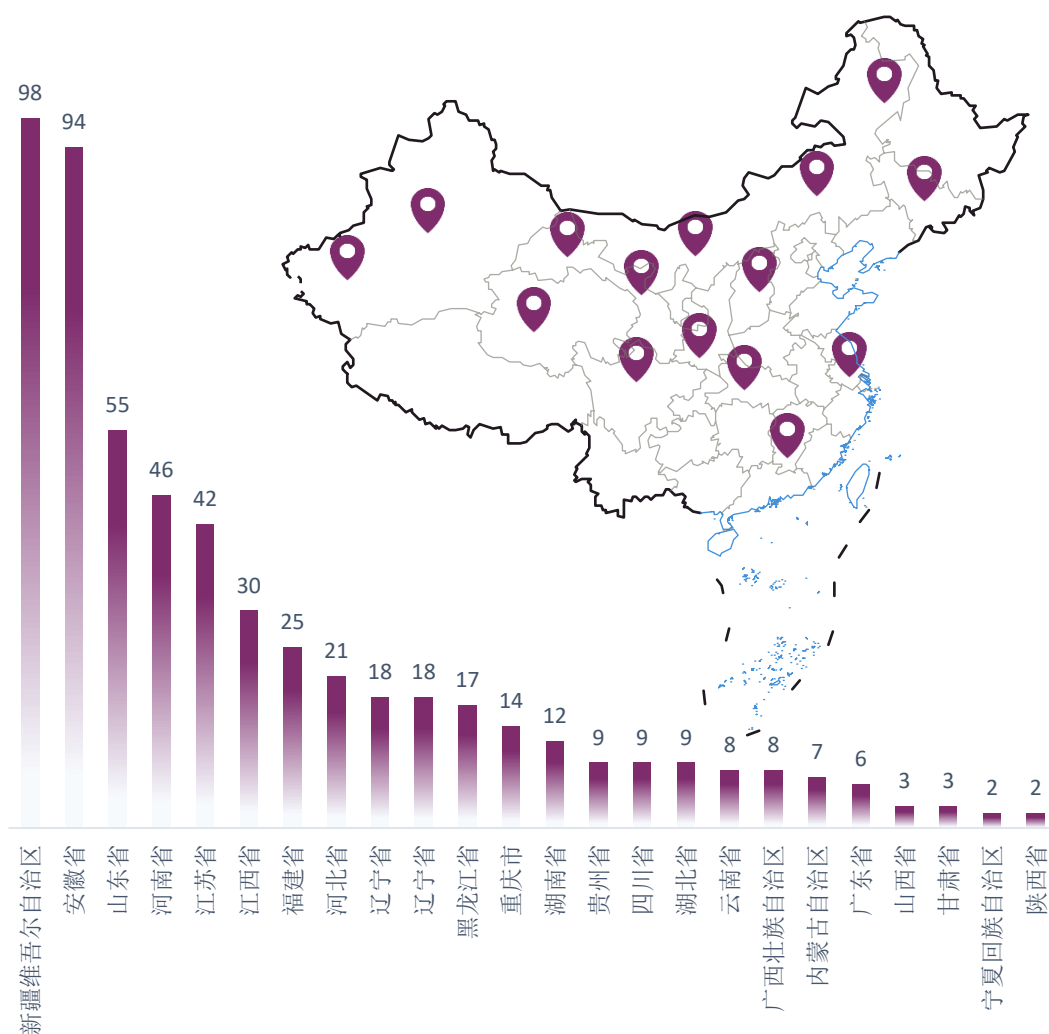 98
94
55
46
42
30
25
21
18
18
17
14
12
9
9
9
8
8
7
6
3
3
2
2
新疆维吾尔自治区
安徽省
山东省
河南省
江苏省
江西省
福建省
河北省
辽宁省
辽宁省
黑龙江省
重庆市
湖南省
贵州省
四川省
湖北省
云南省
广西壮族自治区
内蒙古自治区
广东省
山西省
甘肃省
宁夏回族自治区
陕西省